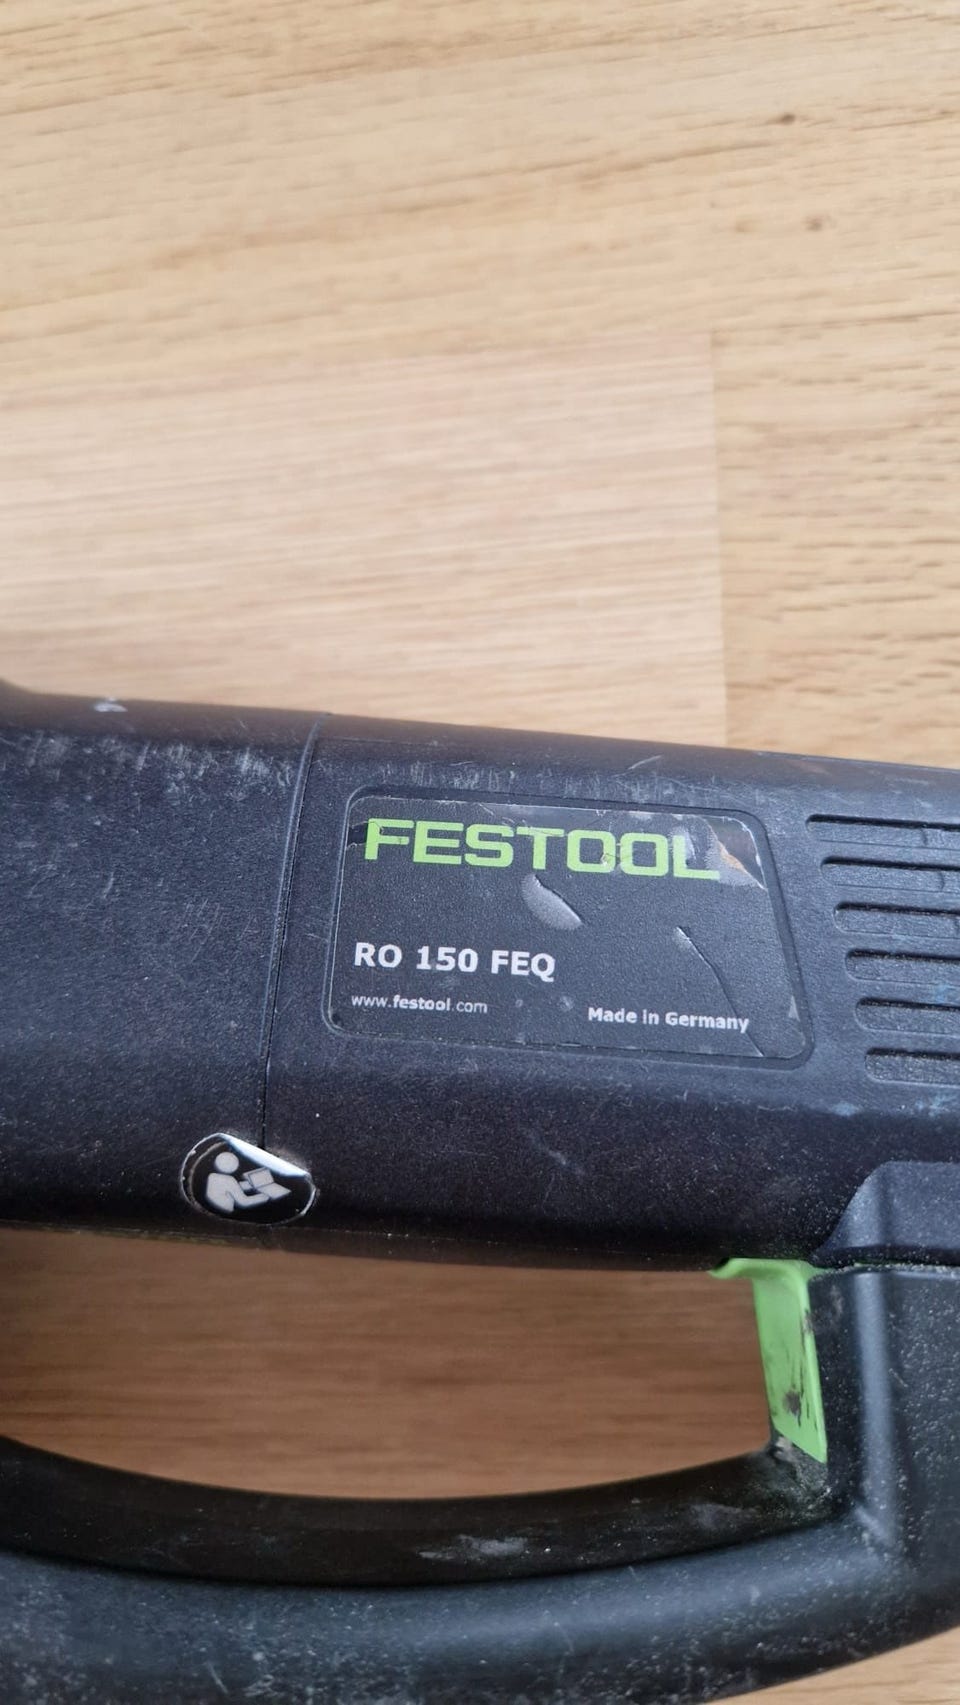 FESTOOL
RO 150 FEQ
www.festool.com
Made in Germany